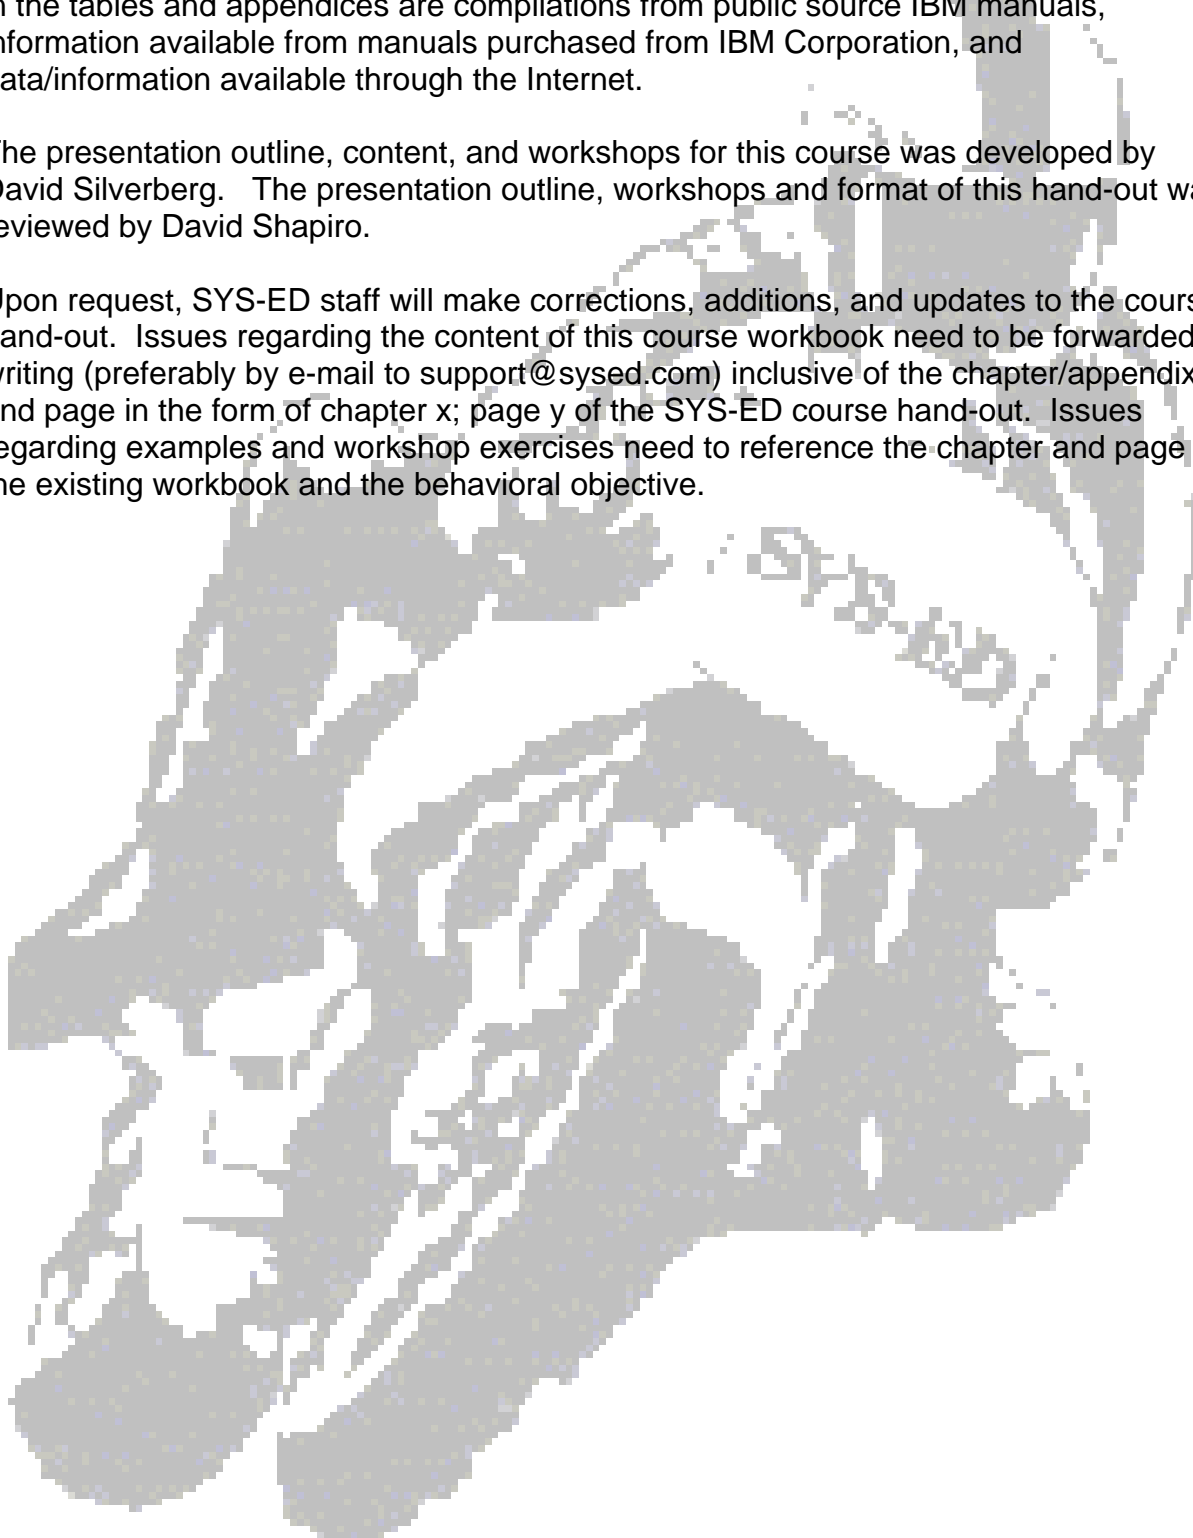 n the tables and appendices are compilations from public source IBM manuals,
nformation available from manuals purchased from IBM Corporation, and
ata/information available through the Internet.
he presentation outline, content, and workshops for this course was developed by
David Silverberg. The presentation outline, workshops and format of this hand-out wa
eviewed by David Shapiro.
Upon request, SYS-ED staff will make corrections, additions, and updates to the cours
and-out. Issues regarding the content of this course workbook need to be forwarded
writing (preferably by e-mail to support@sysed.com) inclusive of the chapter/appendix
nd page in the form of chapter x; page y of the SYS-ED course hand-out. Issues
egarding examples and workshop exercises need to reference the chapter and page
he existing workbook and the behavioral objective.
SYS-ED